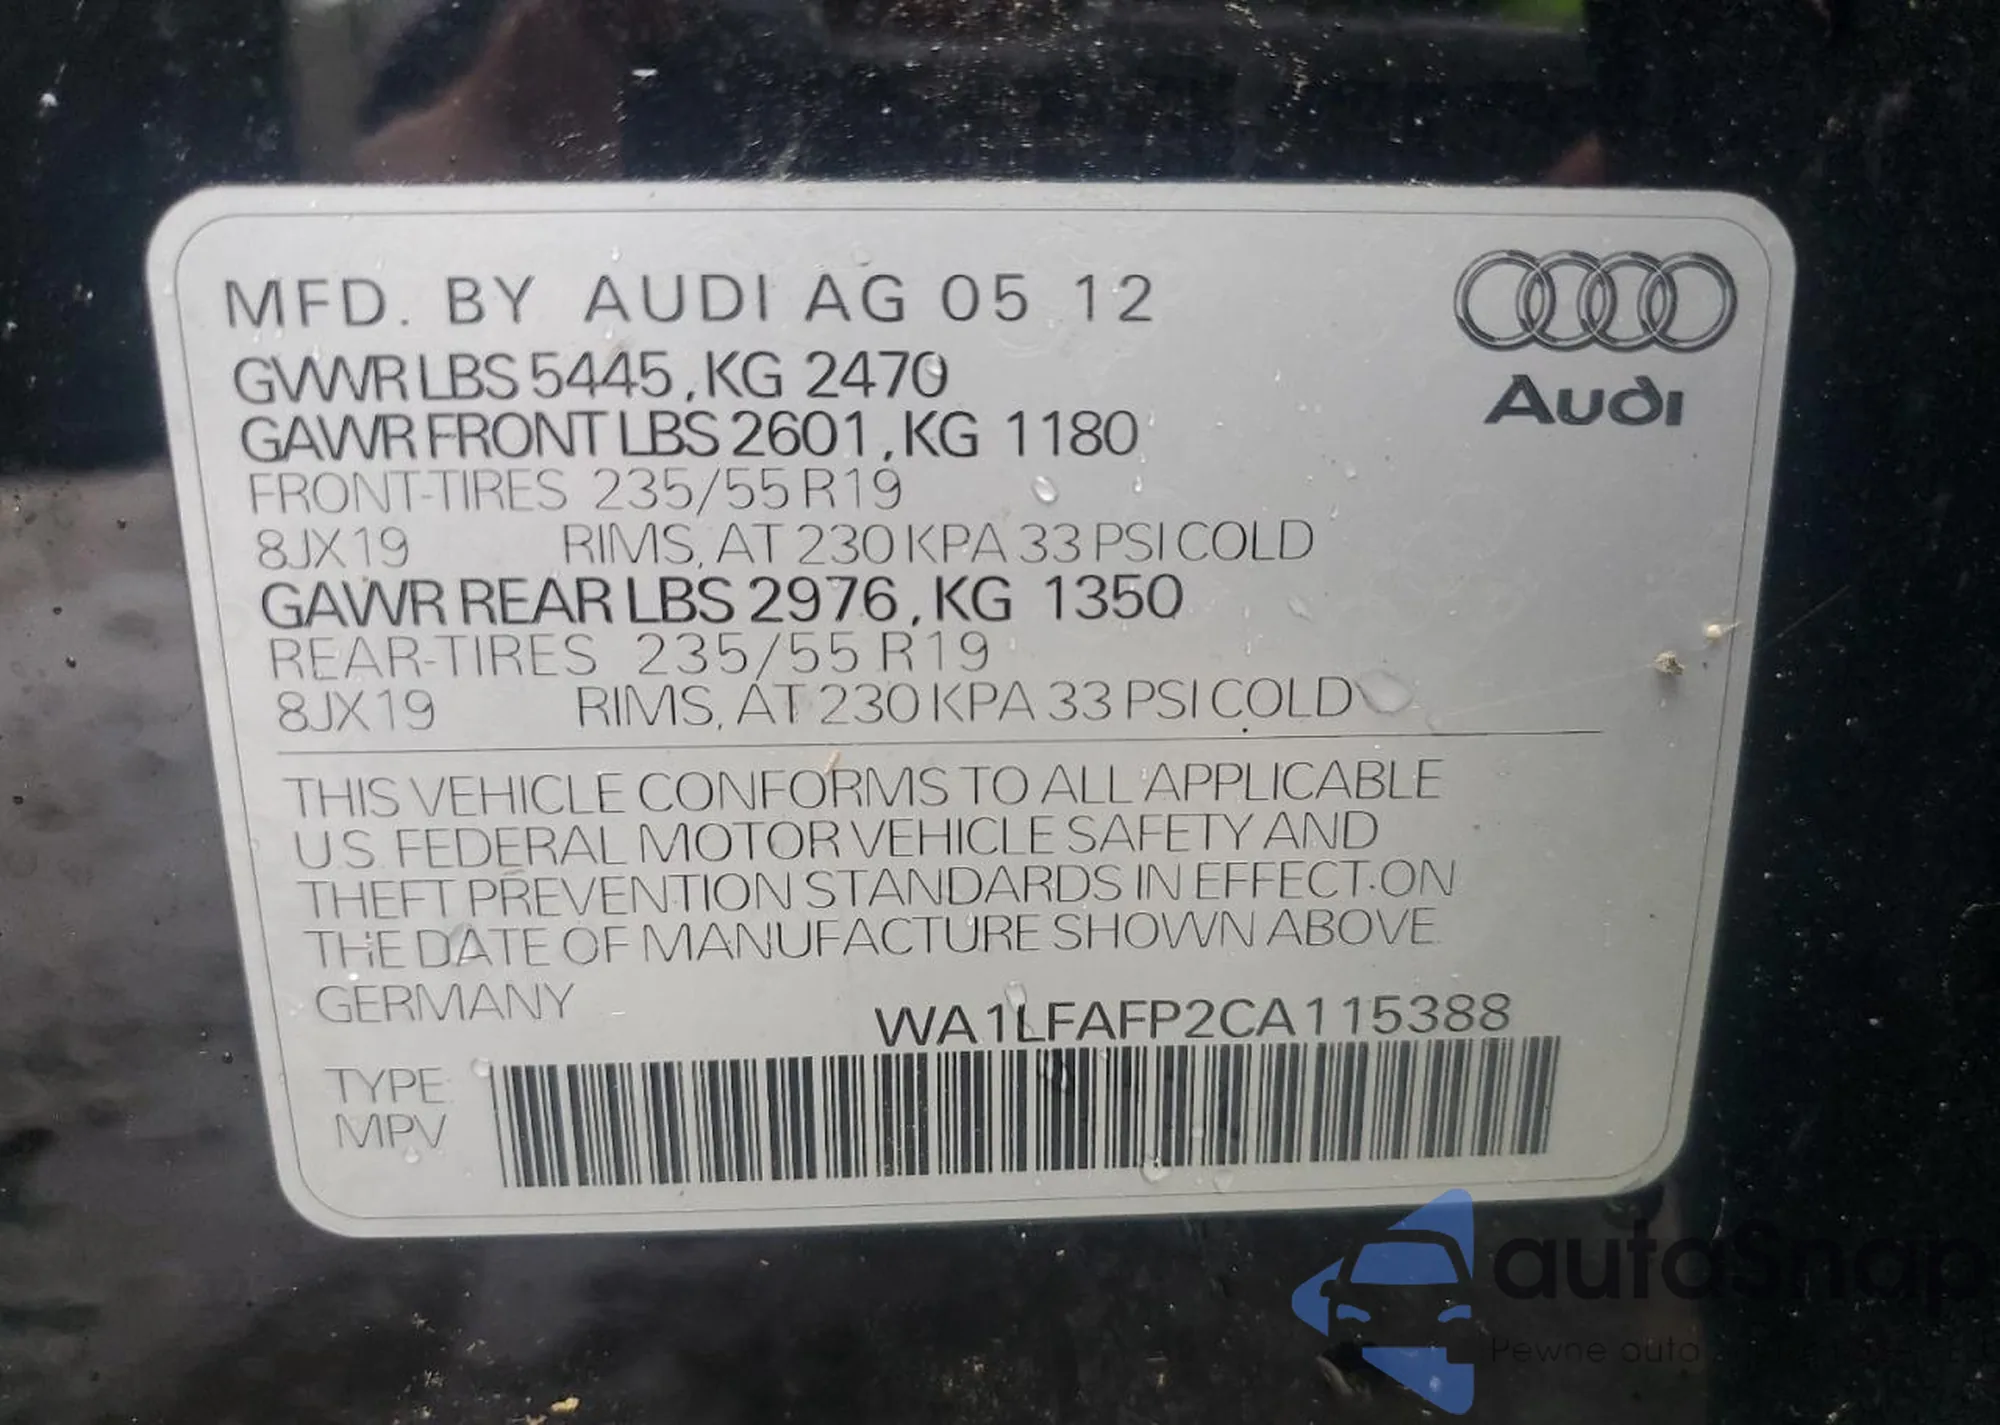 MFD. BY AUDI AG 05 12
GVWR LBS 5445, KG 2470
GAWR FRONT LBS 2601, KG 1180
FRONT-TIRES 235/55 R19
8JX19 RIMS, AT 230 KPA 33 PSI COLD
GAWR REAR LBS 2976, KG 1350
REAR-TIRES 235/55 R19
8JX19 RIMS, AT 230 KPA 33 PSI COLD
Audi
THIS VEHICLE CONFORMS TO ALL APPLICABLE
U.S. FEDERAL MOTOR VEHICLE SAFETY AND
THEFT PREVENTION STANDARDS IN EFFECT ON
THE DATE OF MANUFACTURE SHOWN ABOVE.
GERMANY
WA1LFAFP2CA115388
TYPE:
MPV
autoSnap
Pewne auto